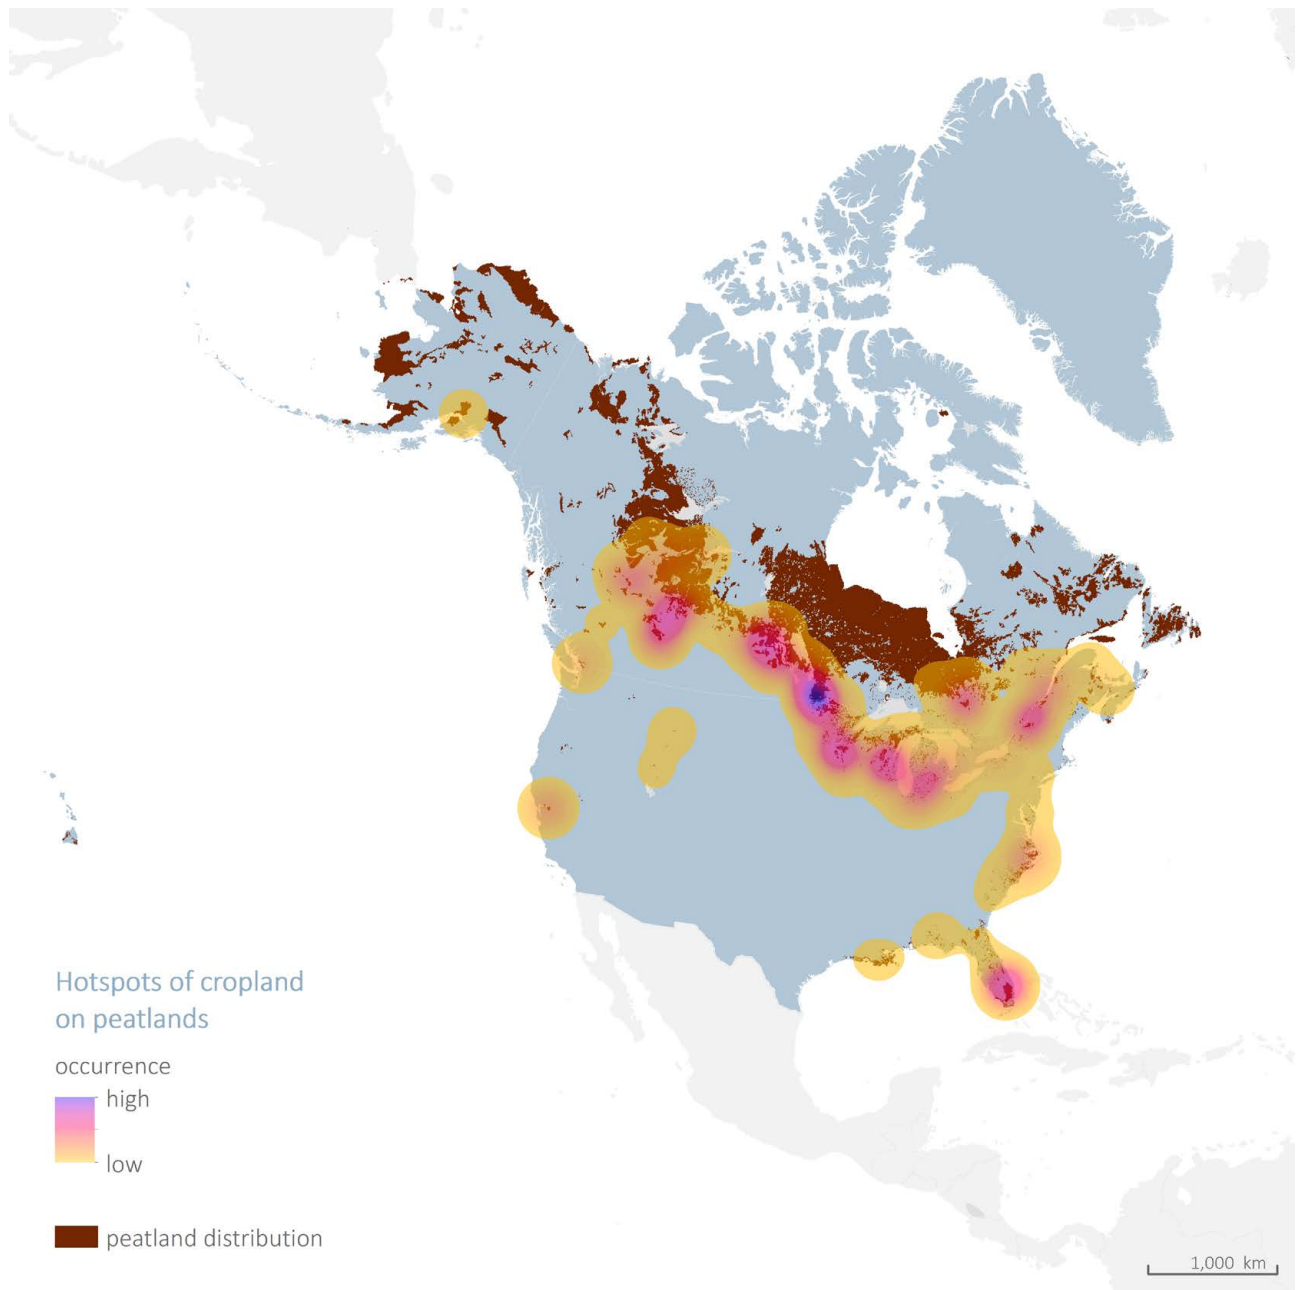 Hotspots of cropland
on peatlands
occurrence
high
low
peatland distribution
1,000 km